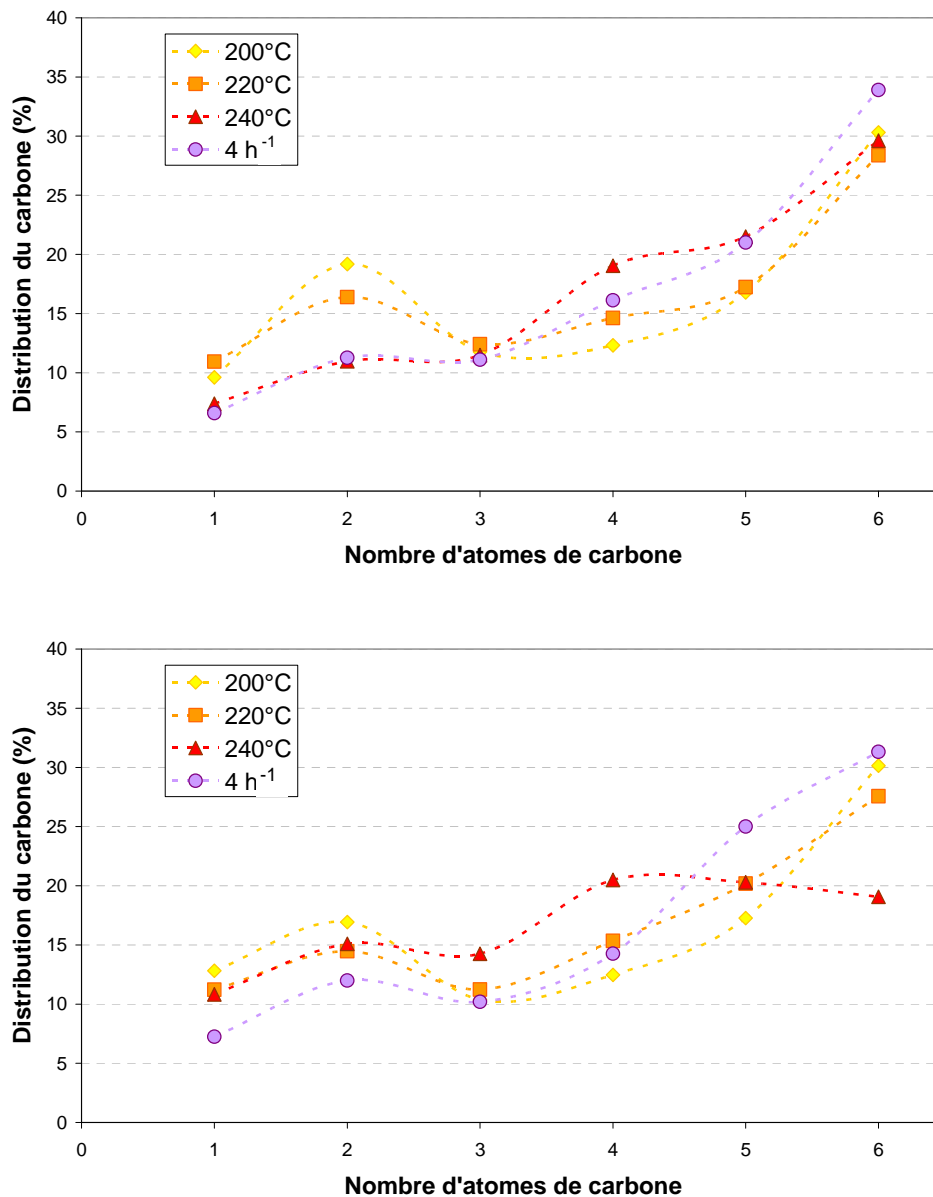 40
35
30
25
20
15
10
5
0
Distribution du carbone (%)
200°C
220°C
240°C
4 h⁻¹
0 1 2 3 4 5 6
Nombre d'atomes de carbone
40
35
30
25
20
15
10
5
0
Distribution du carbone (%)
200°C
220°C
240°C
4 h⁻¹
0 1 2 3 4 5 6
Nombre d'atomes de carbone